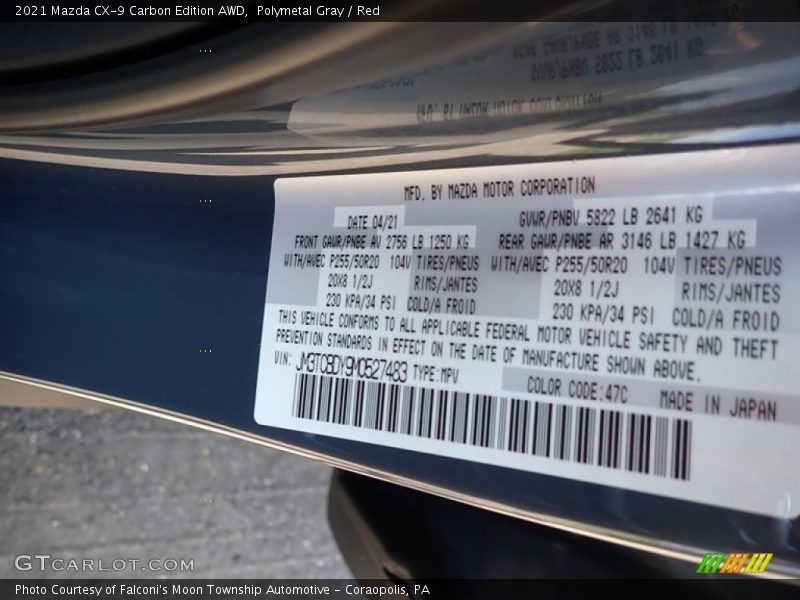 2021 Mazda CX-9 Carbon Edition AWD, Polymetal Gray / Red
MFD. BY MAZDA MOTOR CORPORATION
DATE 04/21 GVWR/PNBV 5822 LB 2641 KG
FRONT GAWR/PNBE AV 2756 LB 1250 KG REAR GAWR/PNBE AR 3146 LB 1427 KG
WITH/AVEC P255/50R20 104V TIRES/PNEUS WITH/AVEC P255/50R20 104V TIRES/PNEUS
20X8 1/2J RIMS/JANTES 20X8 1/2J RIMS/JANTES
230 KPA/34 PSI COLD/A FROID 230 KPA/34 PSI COLD/A FROID
THIS VEHICLE CONFORMS TO ALL APPLICABLE FEDERAL MOTOR VEHICLE SAFETY AND THEFT
PREVENTION STANDARDS IN EFFECT ON THE DATE OF MANUFACTURE SHOWN ABOVE.
VIN: JM3TCBDY9M0527483 TYPE:MPV
COLOR CODE:47C MADE IN JAPAN
GTCARLOT.COM
Photo Courtesy of Falconi's Moon Township Automotive - Coraopolis, PA